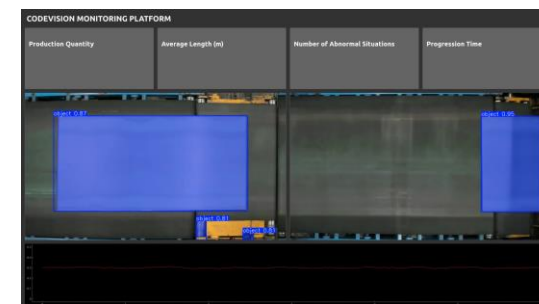 CODEVISION MONITORING PLATFORM
Production Quantity
Average Length (m)
Number of Abnormal Situations
Progression Time
object 0.87
object 0.95
object 0.81
object 0.51